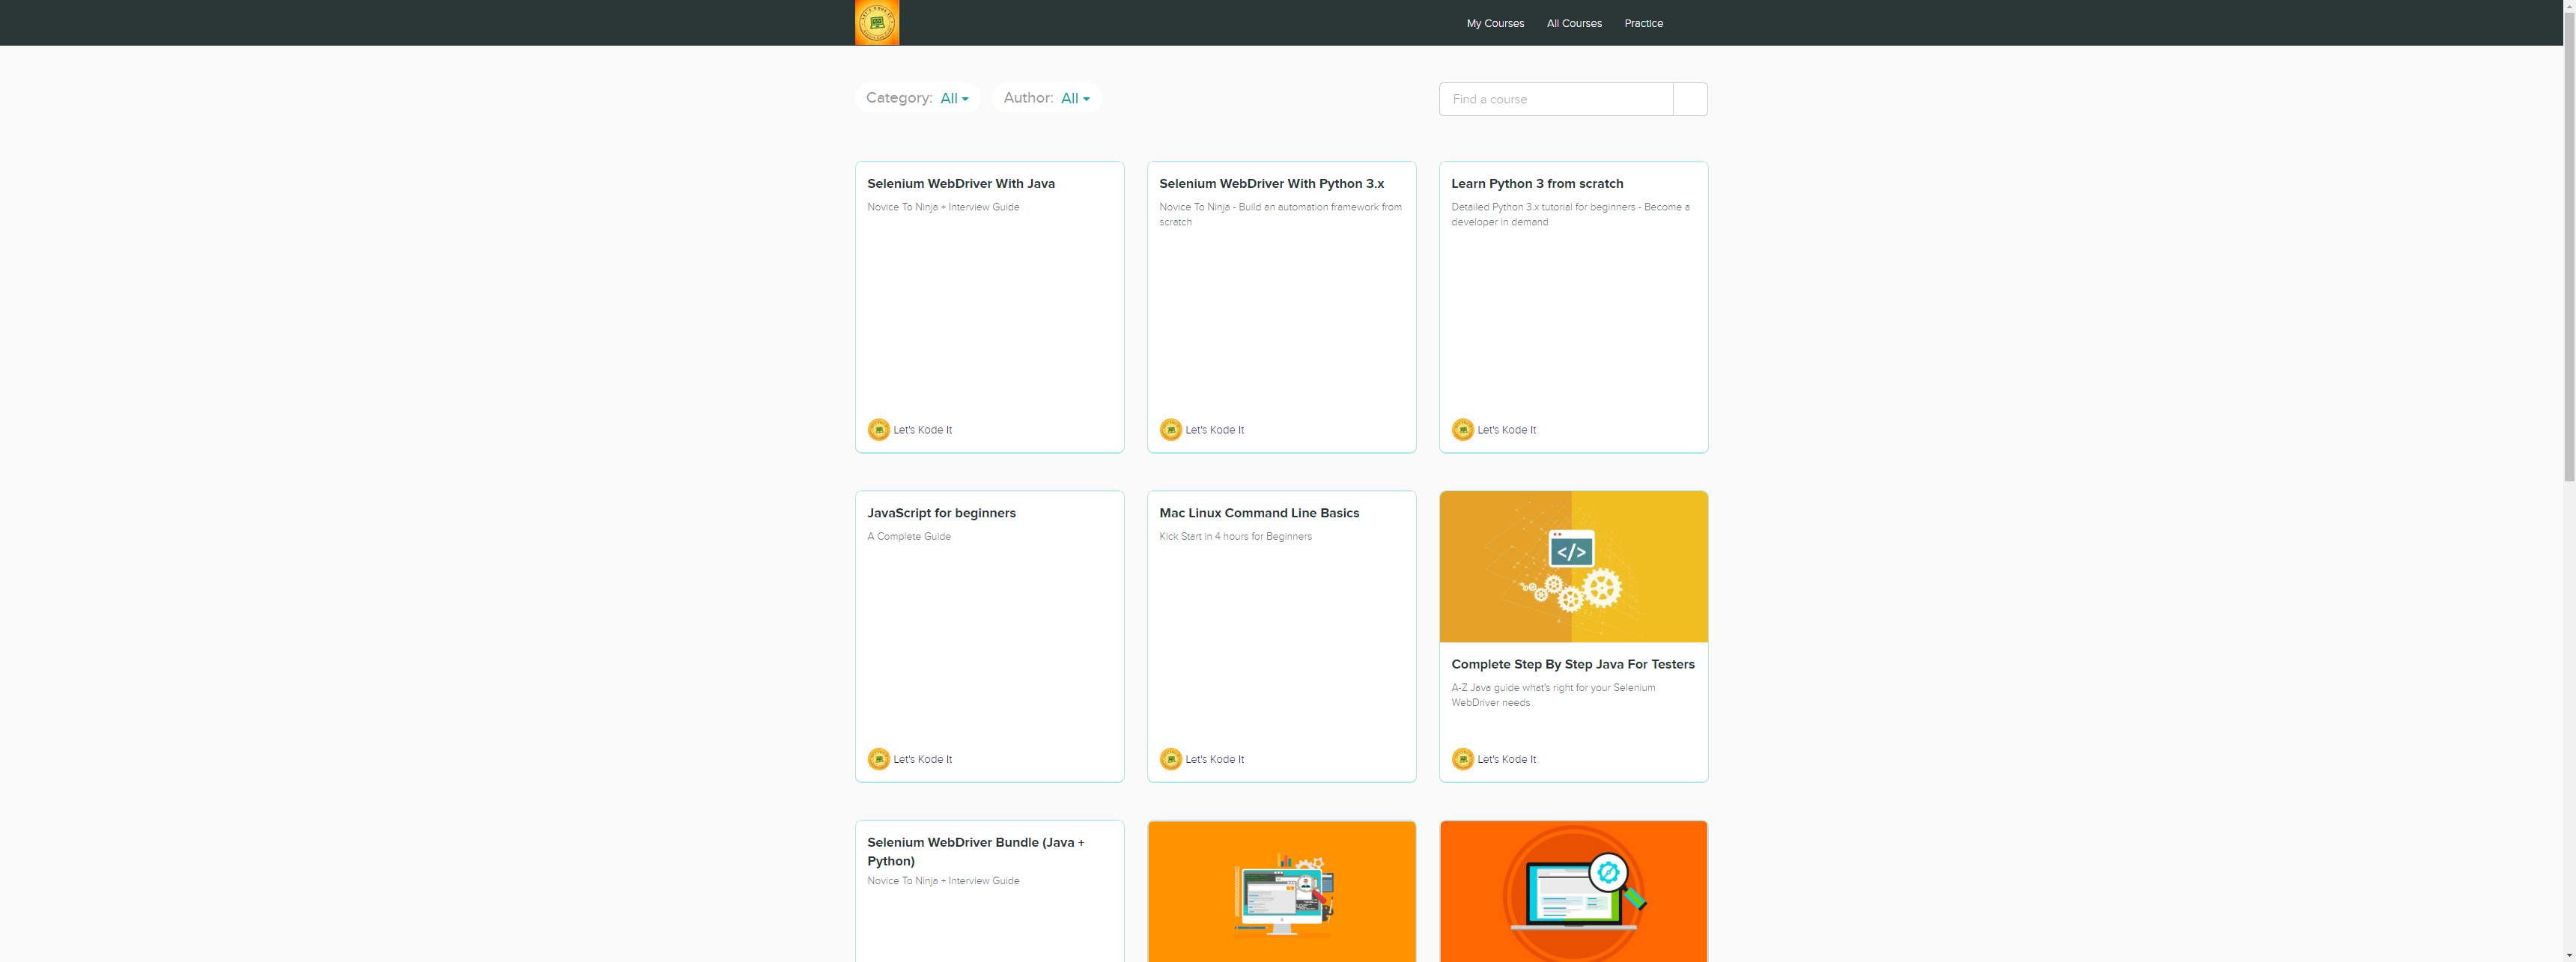 My Courses All Courses Practice
Category: All Author: All Find a course
Selenium WebDriver With Java
Novice To Ninja + Interview Guide
Let's Kode It
Selenium WebDriver With Python 3.x
Novice To Ninja - Build an automation framework from
scratch
Let's Kode It
Learn Python 3 from scratch
Detailed Python 3.x tutorial for beginners - Become a
developer in demand
Let's Kode It
JavaScript for beginners
A Complete Guide
Let's Kode It
Mac Linux Command Line Basics
Kick Start in 4 hours for Beginners
Let's Kode It
</>
Complete Step By Step Java For Testers
A-Z Java guide what's right for your Selenium
WebDriver needs
Let's Kode It
Selenium WebDriver Bundle (Java +
Python)
Novice To Ninja + Interview Guide